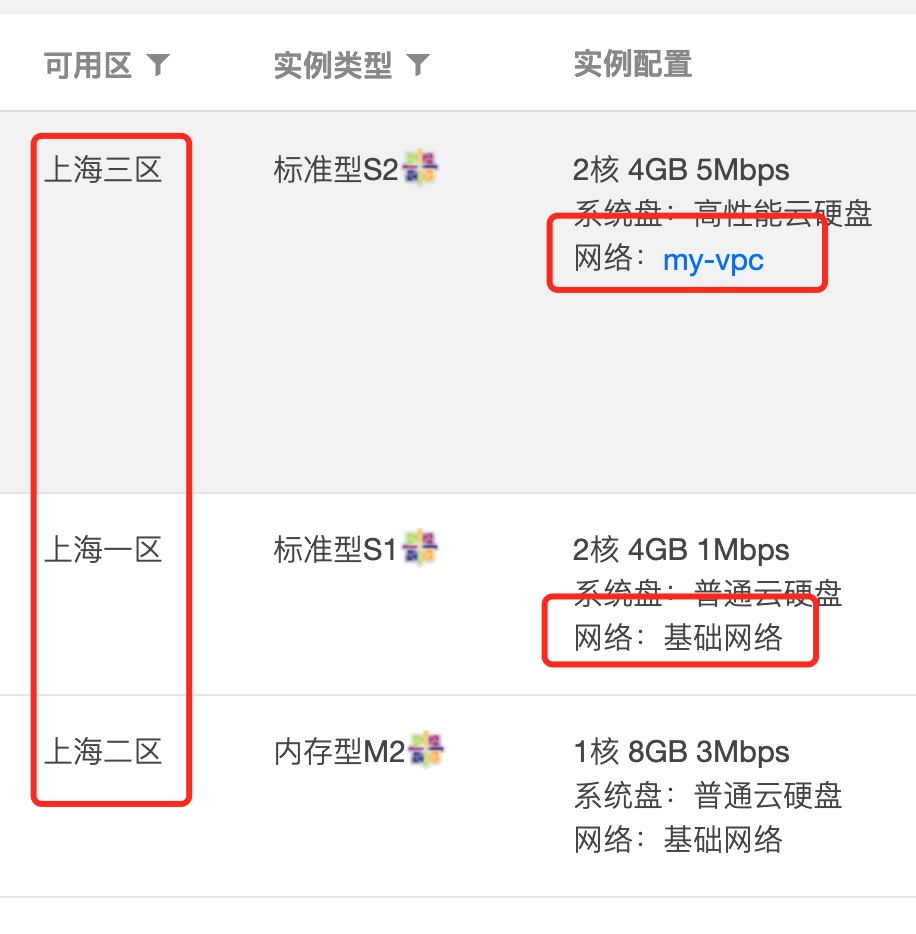 可用区 实例类型 实例配置
上海三区 标准型S2 2核 4GB 5Mbps
系统盘：高性能云硬盘
网络：my-vpc
上海一区 标准型S1 2核 4GB 1Mbps
系统盘：普通云硬盘
网络：基础网络
上海二区 内存型M2 1核 8GB 3Mbps
系统盘：普通云硬盘
网络：基础网络